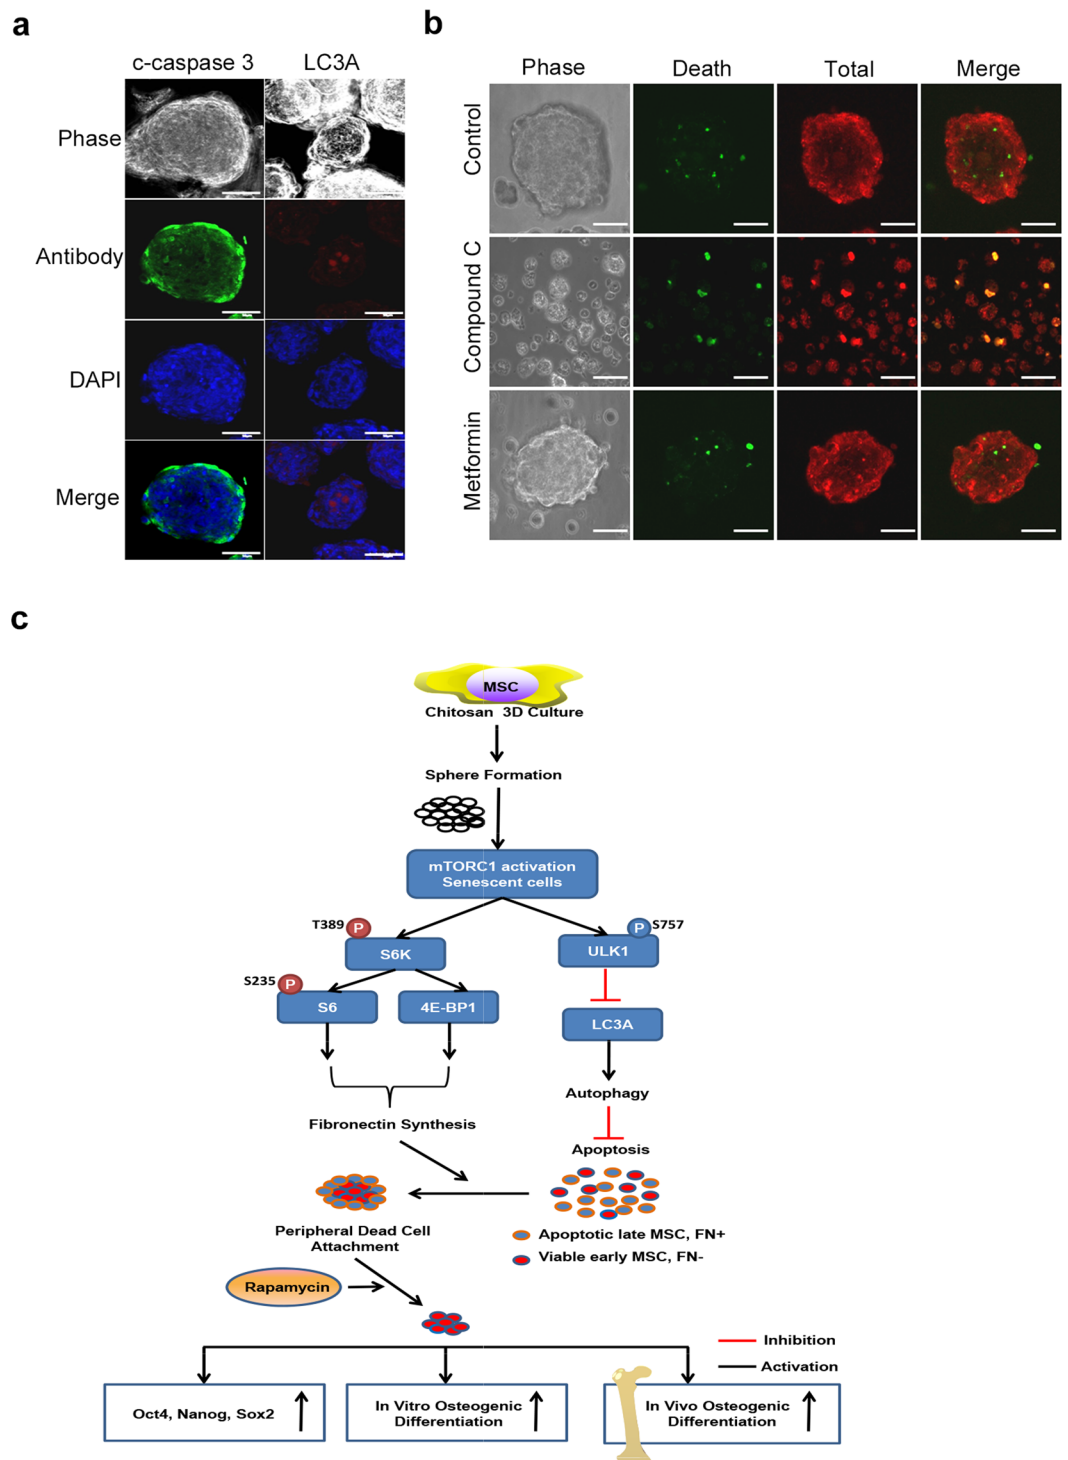 a
c-caspase 3 LC3A
Phase
Antibody
DAPI
Merge
b
Phase Death Total Merge
Control
Compound C
Metformin
c
MSC
Chitosan 3D Culture
Sphere Formation
mTORC1 activation
Senescent cells
T389 P
P S757
S6K
ULK1
S235 P
S6
4E-BP1
LC3A
Autophagy
Fibronectin Synthesis
Apoptosis
Peripheral Dead Cell
Attachment
Apoptotic late MSC, FN+
Viable early MSC, FN-
Rapamycin
Inhibition
Activation
Oct4, Nanog, Sox2
In Vitro Osteogenic
Differentiation
In Vivo Osteogenic
Differentiation